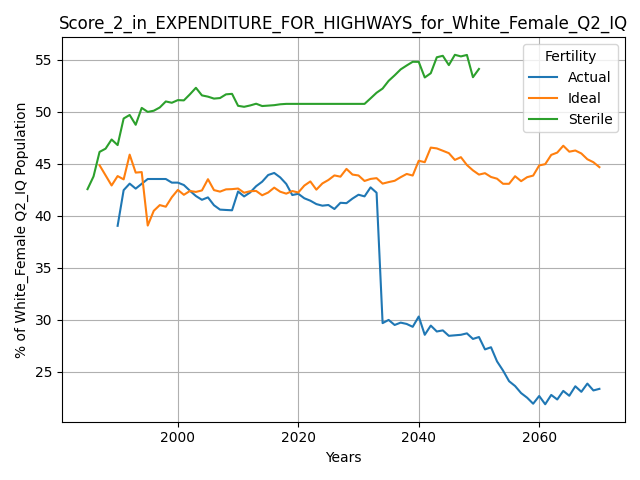 Score_2_in_EXPENDITURE_FOR_HIGHWAYS_for_White_Female_Q2_IQ
Fertility
Actual
Ideal
Sterile
% of White_Female Q2_IQ Population
55
50
45
40
35
30
25
2000
2020
2040
2060
Years